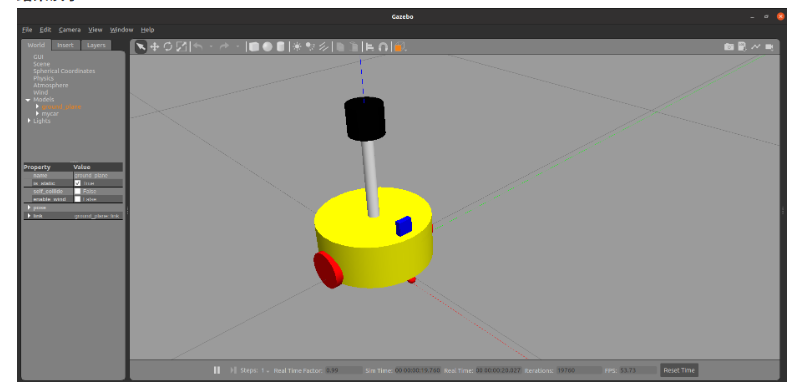 Gazebo
File Edit Camera View Window Help
World Insert Layers
GUI
Scene
Spherical Coordinates
Physics
Atmosphere
Wind
Models
ground_plane
mycar
Lights
Property Value
name ground_plane
is_static True
self_collide False
enable_wind False
pose
link ground_plane::link
Steps: 1 Real Time Factor: 0.99 Sim Time: 00 00:00:19.760 Real Time: 00 00:00:20.027 Iterations: 19760 FPS: 53.73 Reset Time